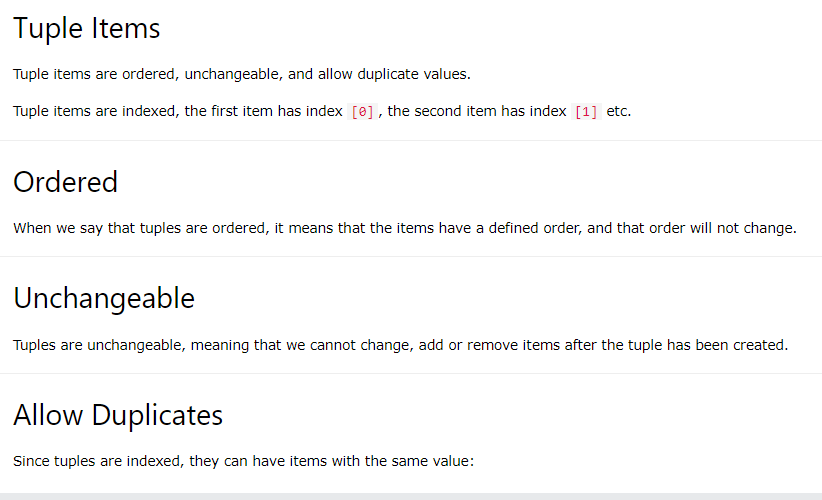 Tuple Items
Tuple items are ordered, unchangeable, and allow duplicate values.
Tuple items are indexed, the first item has index [0], the second item has index [1] etc.
Ordered
When we say that tuples are ordered, it means that the items have a defined order, and that order will not change.
Unchangeable
Tuples are unchangeable, meaning that we cannot change, add or remove items after the tuple has been created.
Allow Duplicates
Since tuples are indexed, they can have items with the same value: